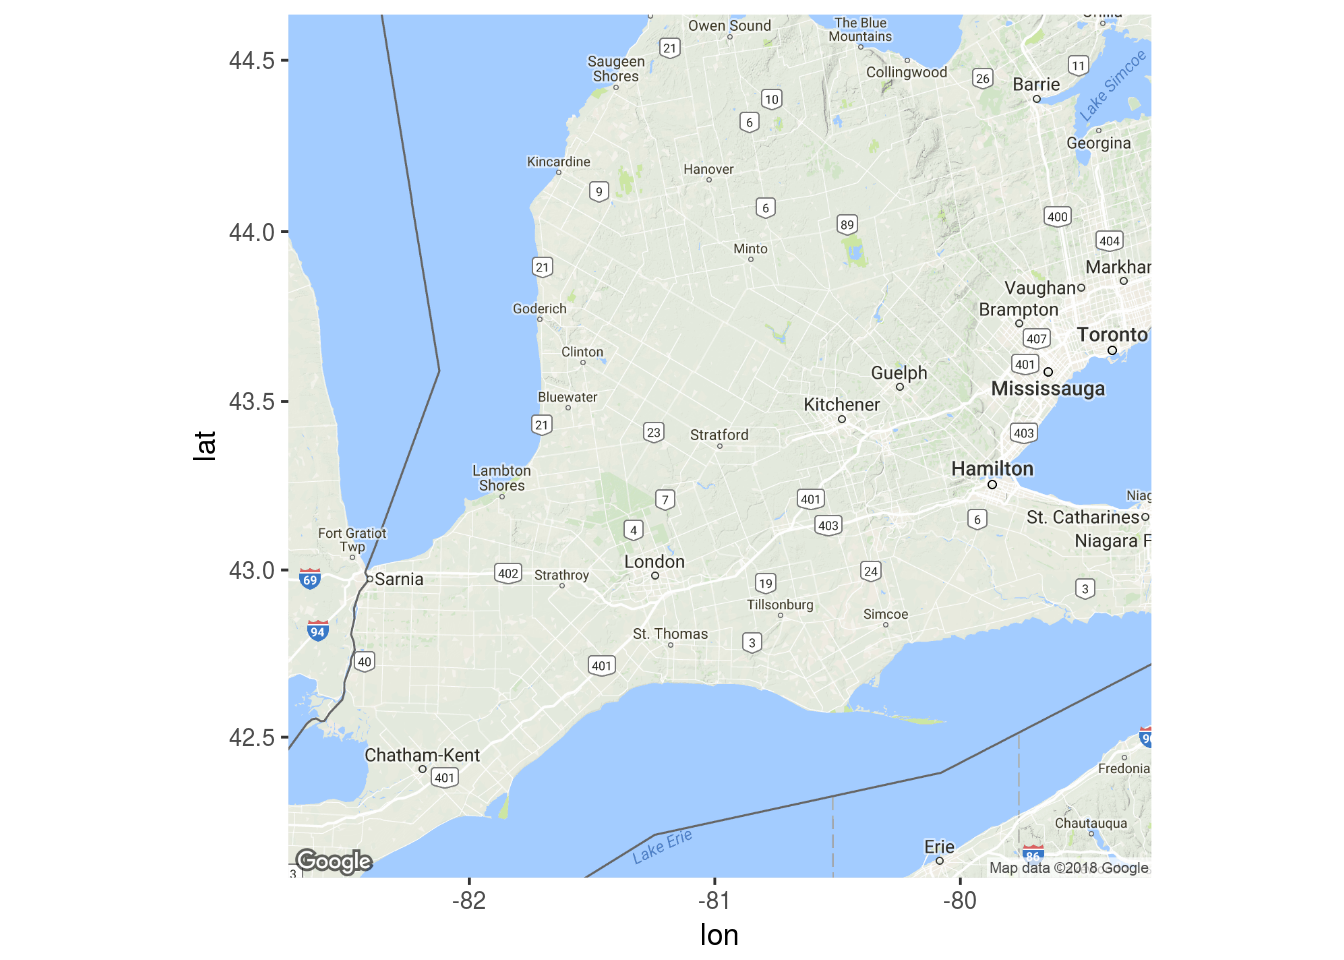 Orillia
Owen Sound
The Blue
Mountains
21
Saugeen
Shores
Collingwood
26
11
Barrie
Lake Simcoe
44.5
10
6
Georgina
Kincardine
Hanover
9
6
400
89
404
44.0
Minto
21
Markhar
Vaughan
Brampton
Goderich
407
Toronto
Clinton
401
Guelph
Mississauga
Bluewater
Kitchener
43.5
21
23
Stratford
403
lat
Lambton
Shores
Hamilton
7
401
Niag
4
403
6
St. Catharines
Fort Gratiot
Twp
Niagara F
London
43.0
69
Sarnia
402
Strathroy
19
24
3
Tillsonburg
Simcoe
94
St. Thomas
3
40
401
42.5
90
Chatham-Kent
401
Fredonia
Chautauqua
Lake Erie
Erie
86
Google
3
Map data ©2018 Google
-82
-81
-80
lon